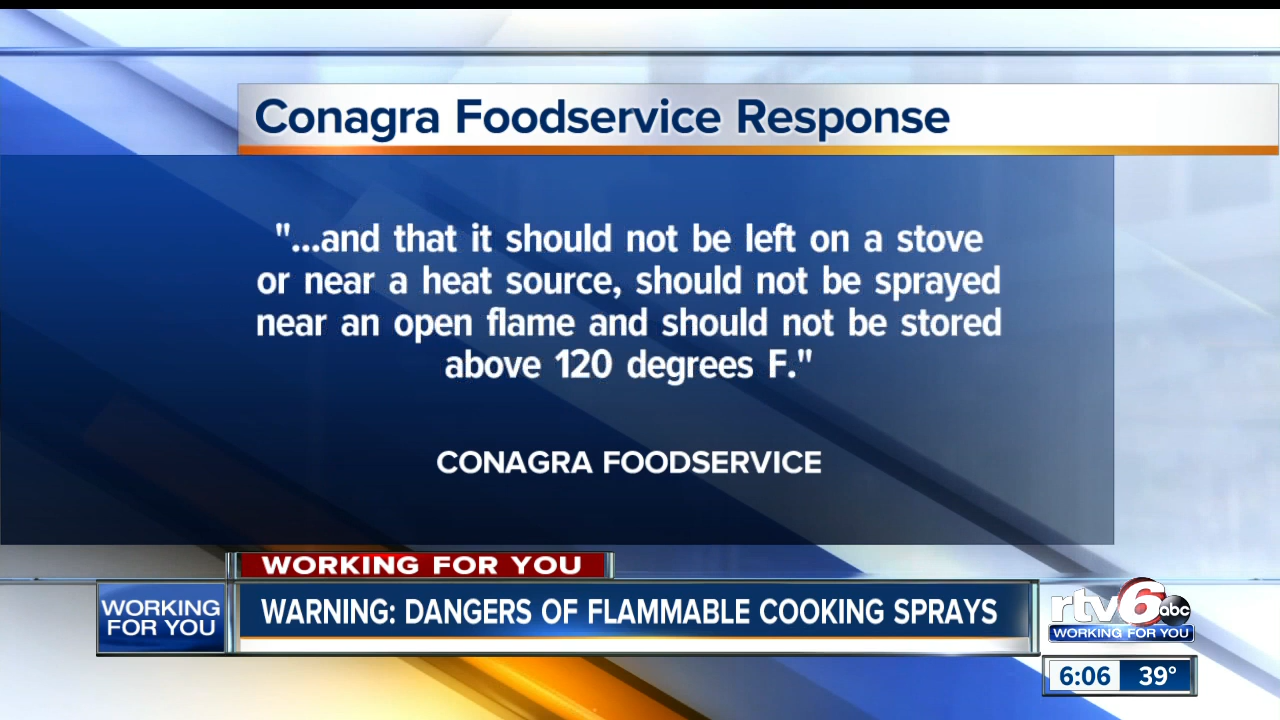 Conagra Foodservice Response
"...and that it should not be left on a stove
or near a heat source, should not be sprayed
near an open flame and should not be stored
above 120 degrees F."
CONAGRA FOODSERVICE
WORKING FOR YOU
WORKING
FOR YOU
WARNING: DANGERS OF FLAMMABLE COOKING SPRAYS
rtv6 abc
WORKING FOR YOU
6:06 39°